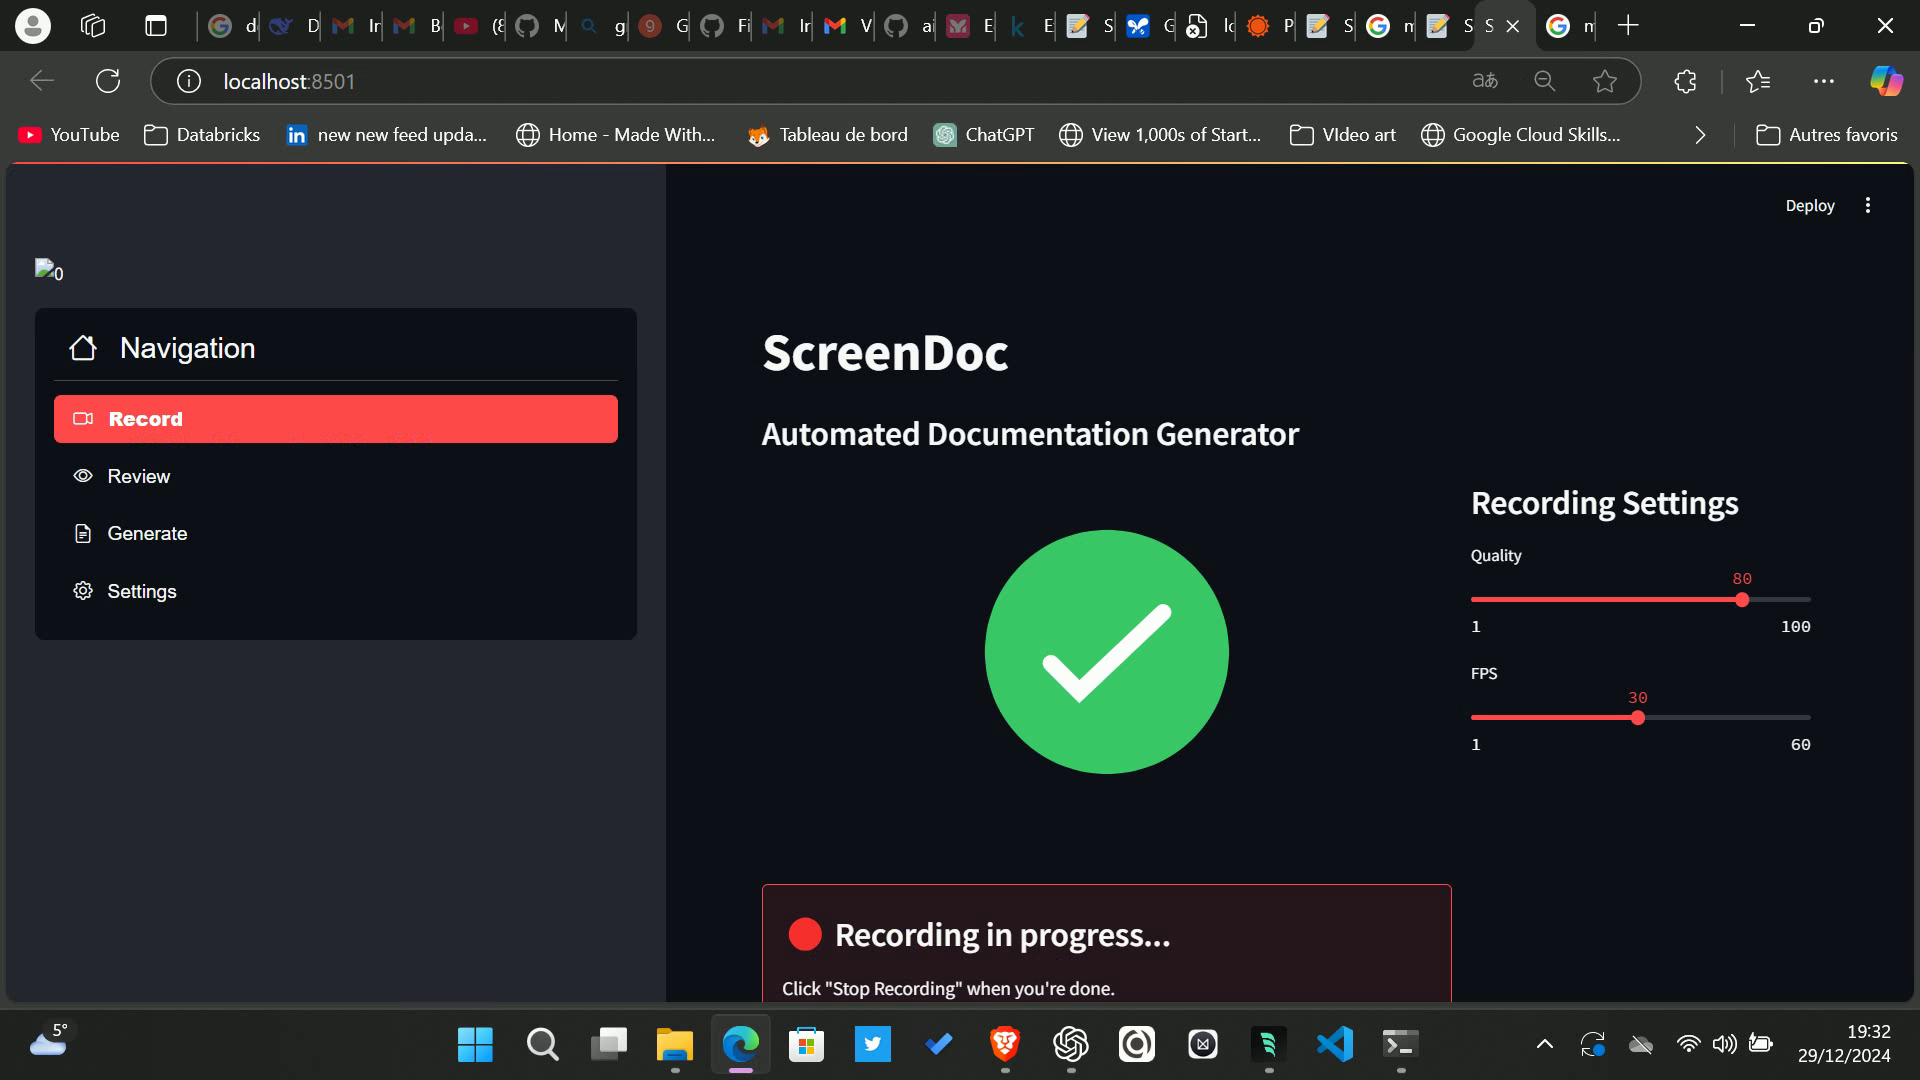 localhost:8501
aあ
YouTube
Databricks
new new feed upda...
Home - Made With...
Tableau de bord
ChatGPT
View 1,000s of Start...
VIdeo art
Google Cloud Skills...
Autres favoris
Deploy
0
Navigation
Record
Review
Generate
Settings
ScreenDoc
Automated Documentation Generator
Recording Settings
Quality
80
1 100
FPS
30
1 60
Recording in progress...
Click "Stop Recording" when you're done.
5°
19:32
29/12/2024